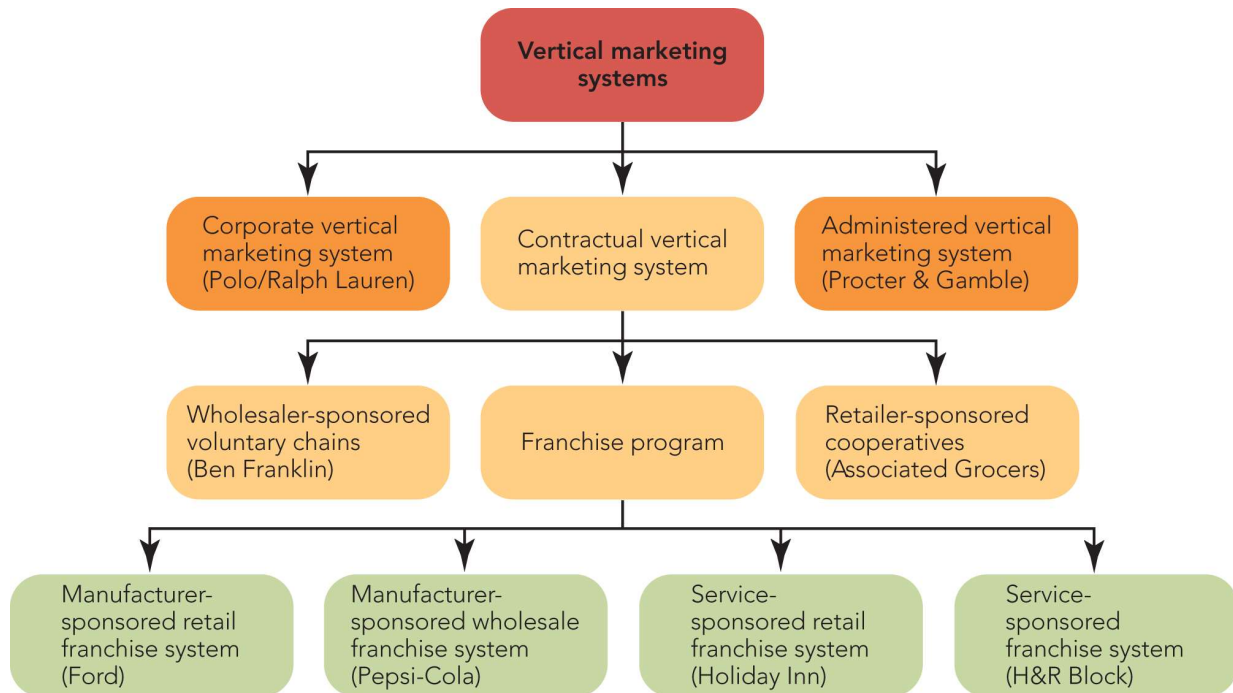 Vertical marketing
systems
Corporate vertical
marketing system
(Polo/Ralph Lauren)
Contractual vertical
marketing system
Administered vertical
marketing system
(Procter & Gamble)
Wholesaler-sponsored
voluntary chains
(Ben Franklin)
Franchise program
Retailer-sponsored
cooperatives
(Associated Grocers)
Manufacturer-
sponsored retail
franchise system
(Ford)
Manufacturer-
sponsored wholesale
franchise system
(Pepsi-Cola)
Service-
sponsored retail
franchise system
(Holiday Inn)
Service-
sponsored
franchise system
(H&R Block)